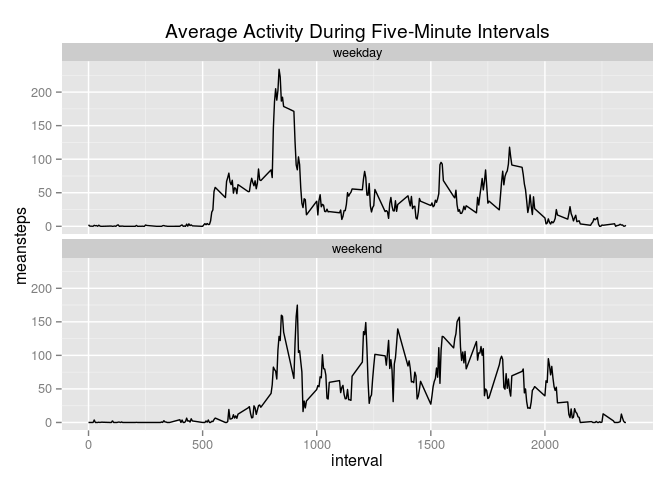 Average Activity During Five-Minute Intervals
weekday
200
150
100
50
0
meansteps
weekend
200
150
100
50
0
0 500 1000 1500 2000
interval